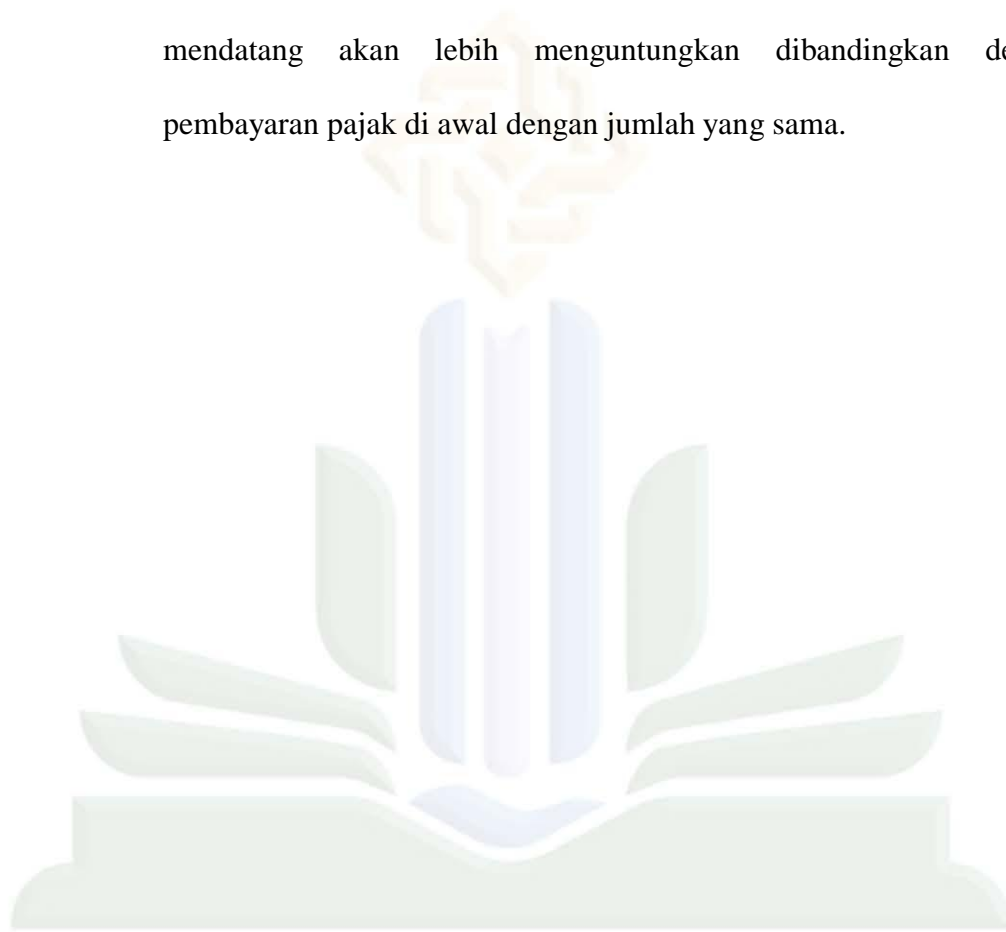 mendatang akan lebih menguntungkan dibandingkan
pembayaran pajak di awal dengan jumlah yang sama.